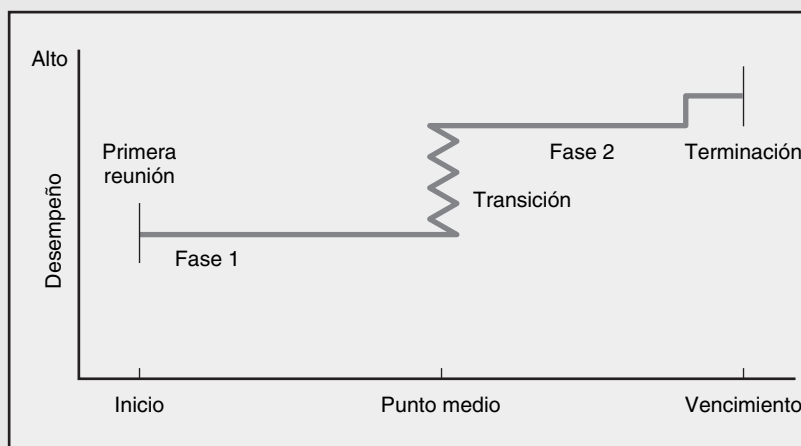 Alto
Primera
reunión
Fase 2
Terminación
Transición
Desempeño
Fase 1
Inicio
Punto medio
Vencimiento